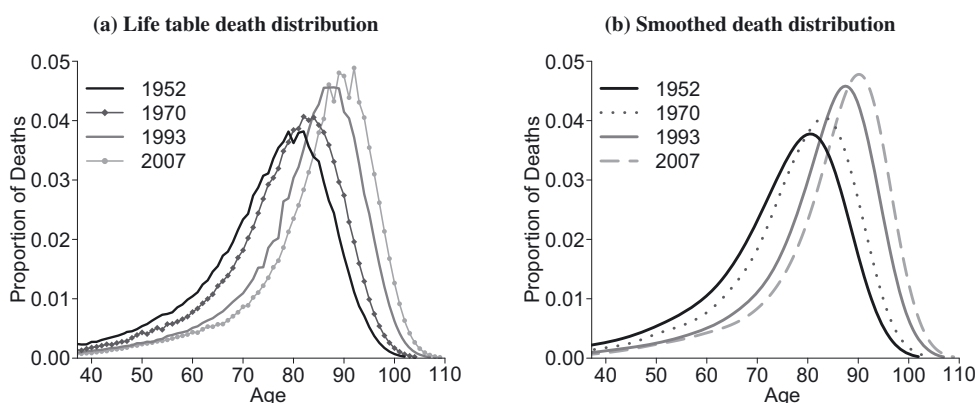 (a) Life table death distribution
0.05
0.04
0.03
0.02
0.01
0.00
Proportion of Deaths
1952
1970
1993
2007
40 50 60 70 80 90 100 110
Age
(b) Smoothed death distribution
0.05
0.04
0.03
0.02
0.01
0.00
Proportion of Deaths
1952
1970
1993
2007
40 50 60 70 80 90 100 110
Age